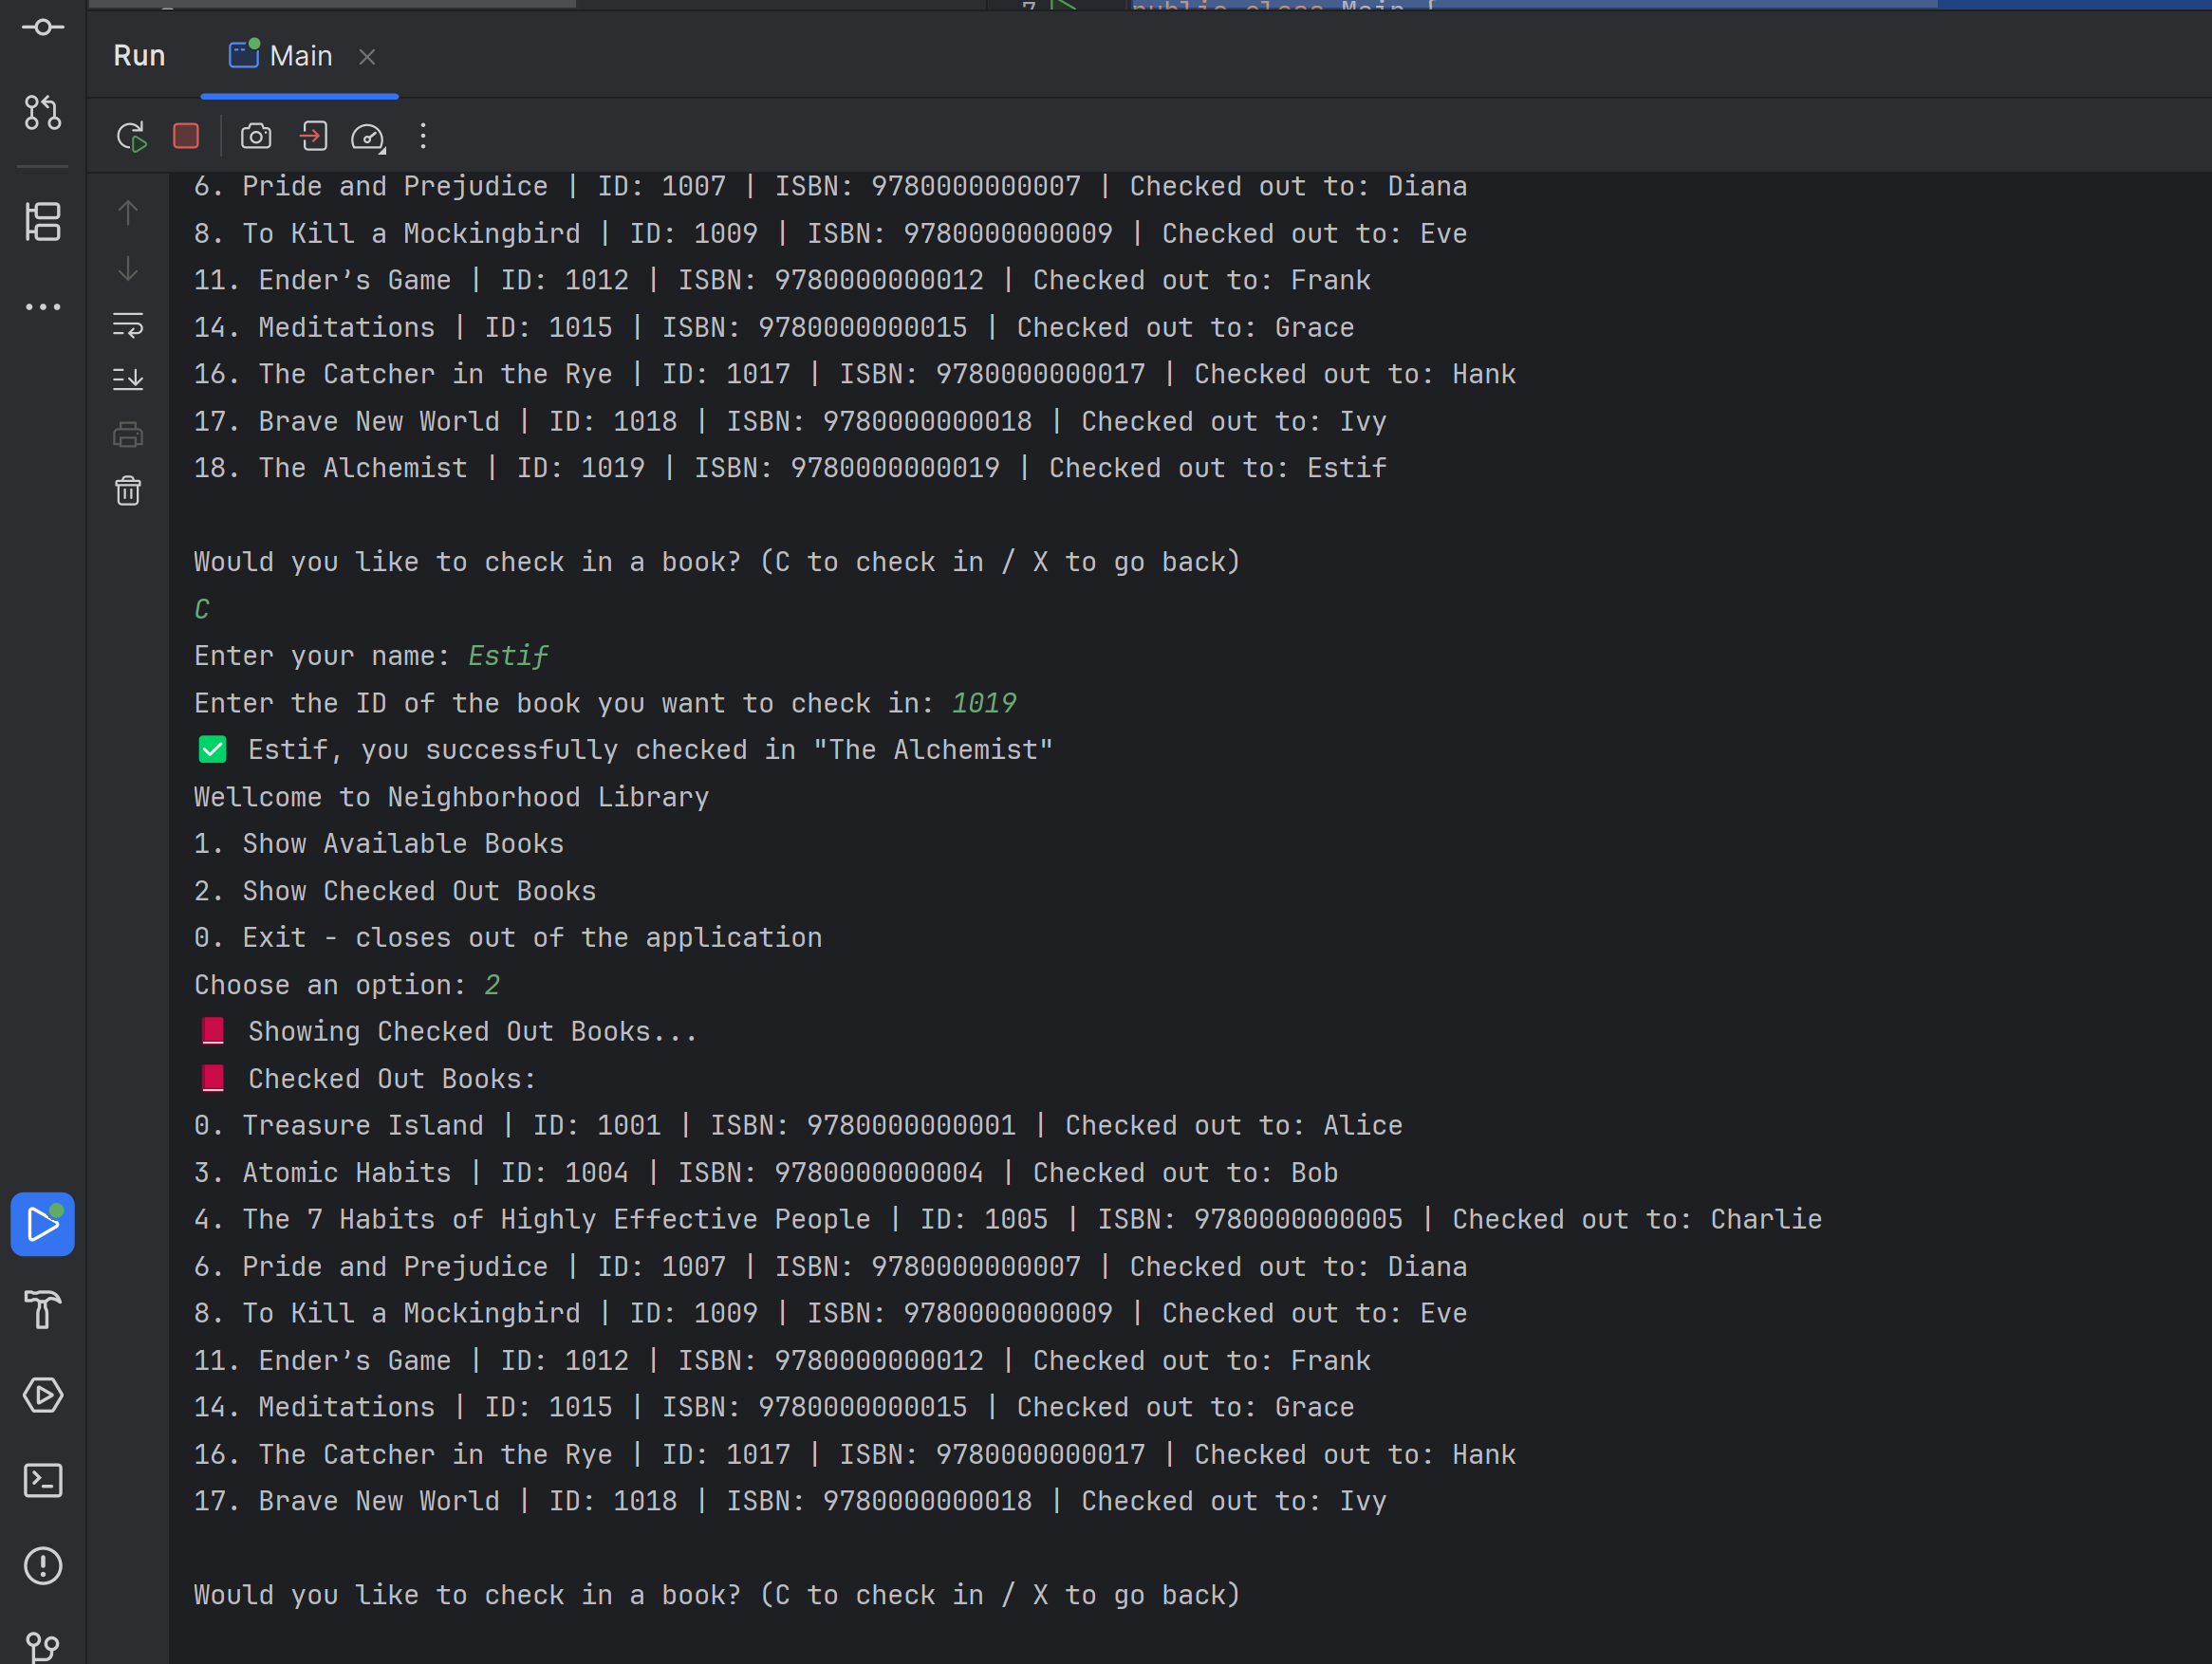 7 public class Main {
Run Main
6. Pride and Prejudice | ID: 1007 | ISBN: 9780000000007 | Checked out to: Diana
8. To Kill a Mockingbird | ID: 1009 | ISBN: 9780000000009 | Checked out to: Eve
11. Ender’s Game | ID: 1012 | ISBN: 9780000000012 | Checked out to: Frank
14. Meditations | ID: 1015 | ISBN: 9780000000015 | Checked out to: Grace
16. The Catcher in the Rye | ID: 1017 | ISBN: 9780000000017 | Checked out to: Hank
17. Brave New World | ID: 1018 | ISBN: 9780000000018 | Checked out to: Ivy
18. The Alchemist | ID: 1019 | ISBN: 9780000000019 | Checked out to: Estif
Would you like to check in a book? (C to check in / X to go back)
C
Enter your name: Estif
Enter the ID of the book you want to check in: 1019
✅ Estif, you successfully checked in "The Alchemist"
Wellcome to Neighborhood Library
1. Show Available Books
2. Show Checked Out Books
0. Exit - closes out of the application
Choose an option: 2
📕 Showing Checked Out Books...
📕 Checked Out Books:
0. Treasure Island | ID: 1001 | ISBN: 9780000000001 | Checked out to: Alice
3. Atomic Habits | ID: 1004 | ISBN: 9780000000004 | Checked out to: Bob
4. The 7 Habits of Highly Effective People | ID: 1005 | ISBN: 9780000000005 | Checked out to: Charlie
6. Pride and Prejudice | ID: 1007 | ISBN: 9780000000007 | Checked out to: Diana
8. To Kill a Mockingbird | ID: 1009 | ISBN: 9780000000009 | Checked out to: Eve
11. Ender’s Game | ID: 1012 | ISBN: 9780000000012 | Checked out to: Frank
14. Meditations | ID: 1015 | ISBN: 9780000000015 | Checked out to: Grace
16. The Catcher in the Rye | ID: 1017 | ISBN: 9780000000017 | Checked out to: Hank
17. Brave New World | ID: 1018 | ISBN: 9780000000018 | Checked out to: Ivy
Would you like to check in a book? (C to check in / X to go back)